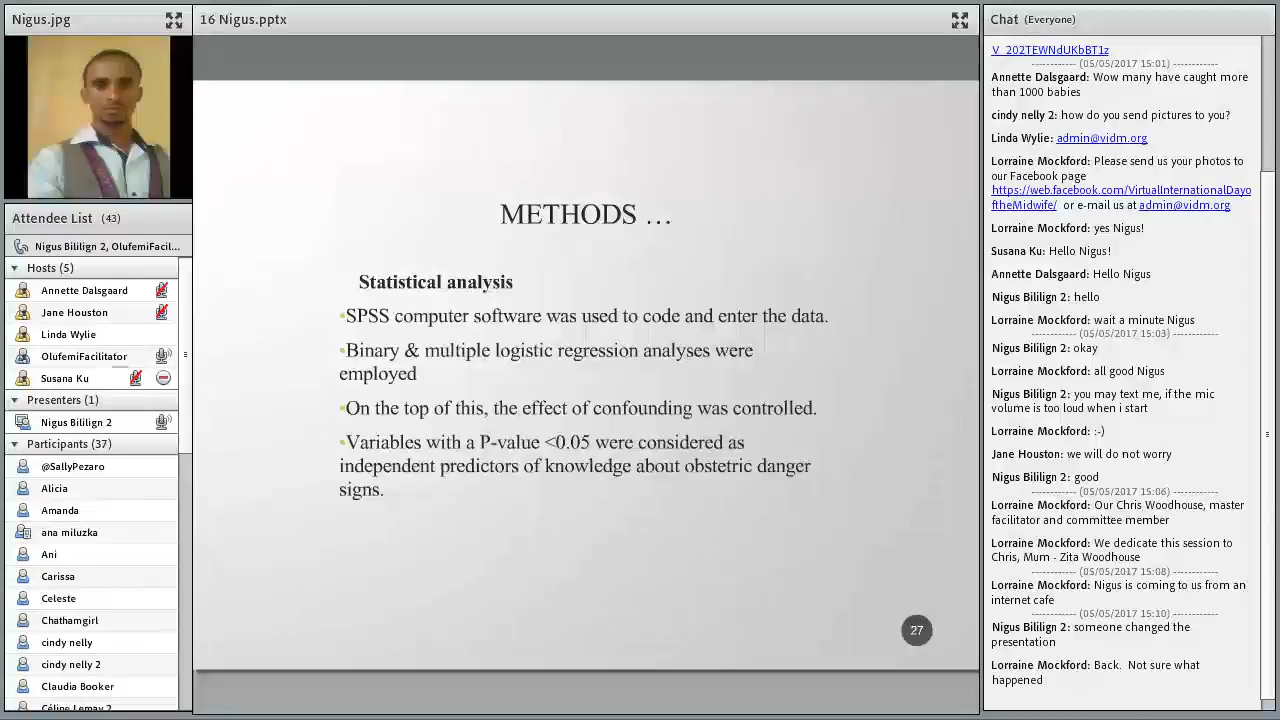 Nigus.jpg
Attendee List (43)
Nigus Bililign 2, OlufemiFacil...
Hosts (5)
Annette Dalsgaard
Jane Houston
Linda Wylie
OlufemiFacilitator
Susana Ku
Presenters (1)
Nigus Bililign 2
Participants (37)
@SallyPezaro
Alicia
Amanda
ana miluzka
Ani
Carissa
Celeste
Chathamgirl
cindy nelly
cindy nelly 2
Claudia Booker
Céline Lemay 2
16 Nigus.pptx
METHODS …
Statistical analysis
•SPSS computer software was used to code and enter the data.
•Binary & multiple logistic regression analyses were
employed
•On the top of this, the effect of confounding was controlled.
•Variables with a P-value <0.05 were considered as
independent predictors of knowledge about obstetric danger
signs.
27
Chat (Everyone)
V_202TEWNdUKbBT1z
------------ (05/05/2017 15:01) ------------
Annette Dalsgaard: Wow many have caught more
than 1000 babies
cindy nelly 2: how do you send pictures to you?
Linda Wylie: admin@vidm.org
Lorraine Mockford: Please send us your photos to
our Facebook page
https://web.facebook.com/VirtualInternationalDayo
ftheMidwife/ or e-mail us at admin@vidm.org
Lorraine Mockford: yes Nigus!
Susana Ku: Hello Nigus!
Annette Dalsgaard: Hello Nigus
Nigus Bililign 2: hello
Lorraine Mockford: wait a minute Nigus
------------ (05/05/2017 15:03) ------------
Nigus Bililign 2: okay
Lorraine Mockford: all good Nigus
Nigus Bililign 2: you may text me, if the mic
volume is too loud when i start
Lorraine Mockford: :-)
Jane Houston: we will do not worry
Nigus Bililign 2: good
------------ (05/05/2017 15:06) ------------
Lorraine Mockford: Our Chris Woodhouse, master
facilitator and committee member
Lorraine Mockford: We dedicate this session to
Chris, Mum - Zita Woodhouse
------------ (05/05/2017 15:08) ------------
Lorraine Mockford: Nigus is coming to us from an
internet cafe
------------ (05/05/2017 15:10) ------------
Nigus Bililign 2: someone changed the
presentation
Lorraine Mockford: Back. Not sure what
happened